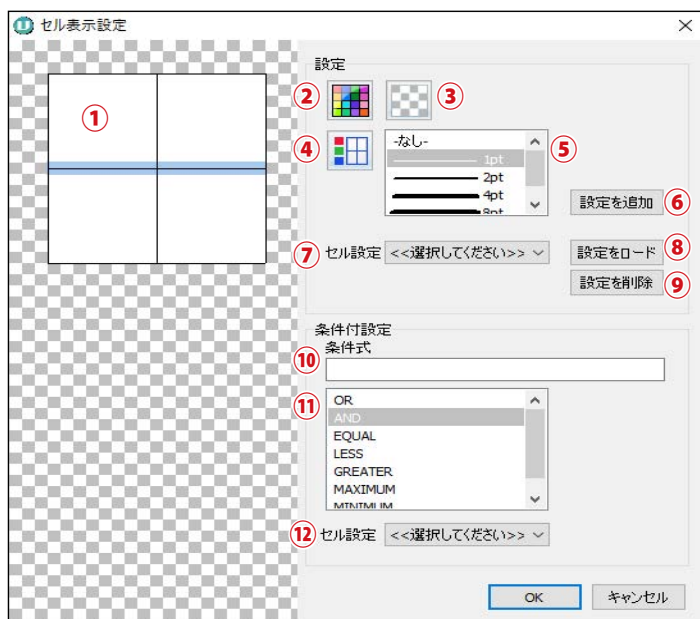 セル表示設定
設定
① ② ③
④ -なし- ⑤
1pt
2pt
4pt
8pt
設定を追加 ⑥
⑦ セル設定 <<選択してください>> 設定をロード ⑧
設定を削除 ⑨
条件付設定
条件式
⑩
⑪ OR
AND
EQUAL
LESS
GREATER
MAXIMUM
MINIMUM
⑫ セル設定 <<選択してください>>
OK キャンセル